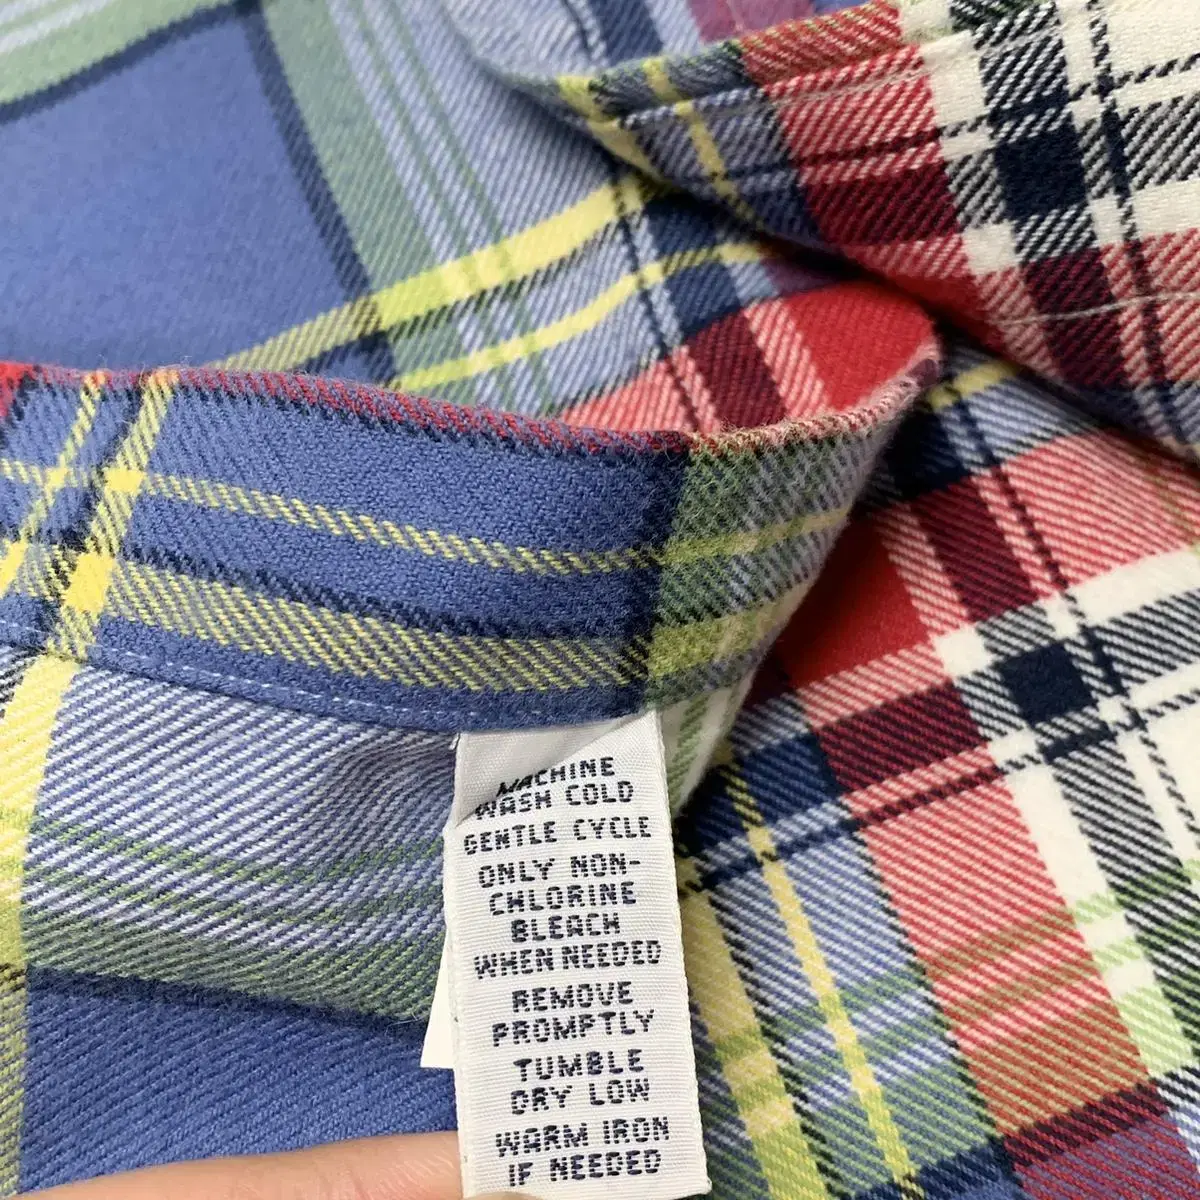 MACHINE
WASH COLD
GENTLE CYCLE
ONLY NON-
CHLORINE
BLEACH
WHEN NEEDED
REMOVE
PROMPTLY
TUMBLE
DRY LOW
WARM IRON
IF NEEDED